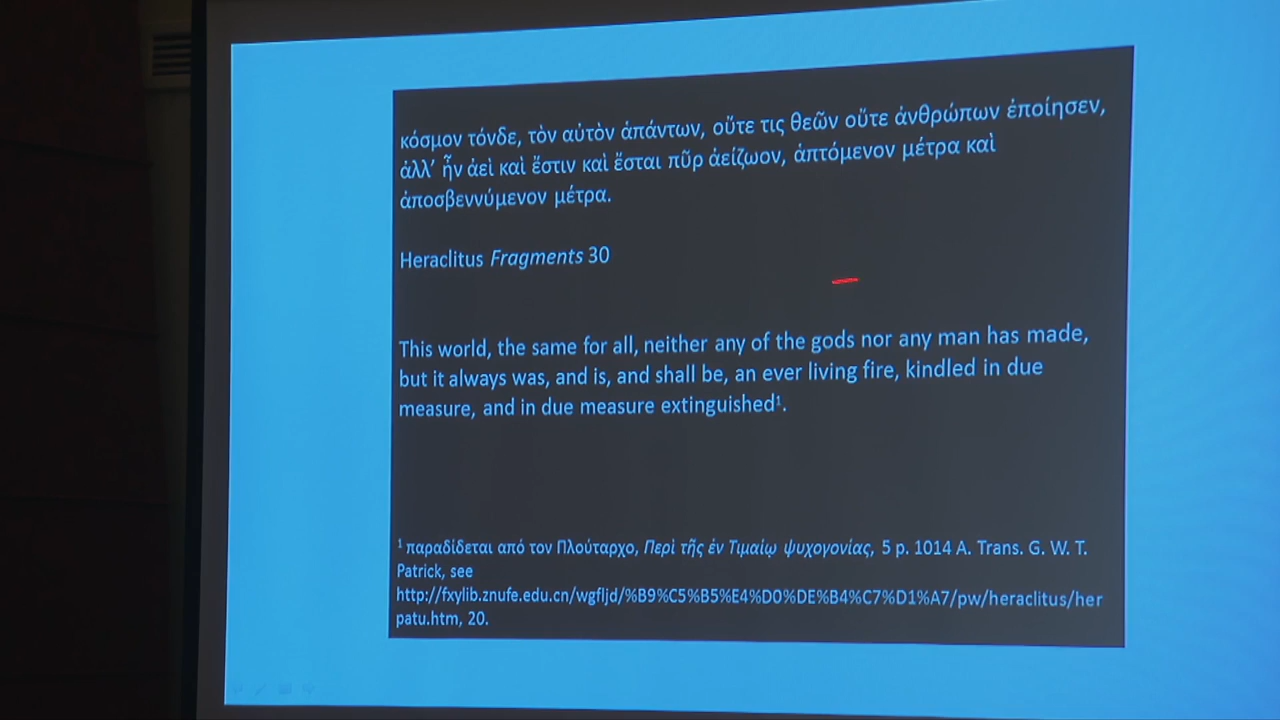 κόσμον τόνδε, τὸν αὐτὸν ἁπάντων, οὔτε τις θεῶν οὔτε ἀνθρώπων ἐποίησεν,
ἀλλ’ ἦν ἀεὶ καὶ ἔστιν καὶ ἔσται πῦρ ἀείζωον, ἁπτόμενον μέτρα καὶ
ἀποσβεννύμενον μέτρα.
Heraclitus Fragments 30
This world, the same for all, neither any of the gods nor any man has made,
but it always was, and is, and shall be, an ever living fire, kindled in due
measure, and in due measure extinguished¹.
¹ παραδίδεται από τον Πλούταρχο, Περὶ τῆς ἐν Τιμαίῳ ψυχογονίας, 5 p. 1014 A. Trans. G. W. T.
Patrick, see
http://fxylib.znufe.edu.cn/wgfljd/%B9%C5%B5%E4%D0%DE%B4%C7%D1%A7/pw/heraclitus/her
patu.htm, 20.